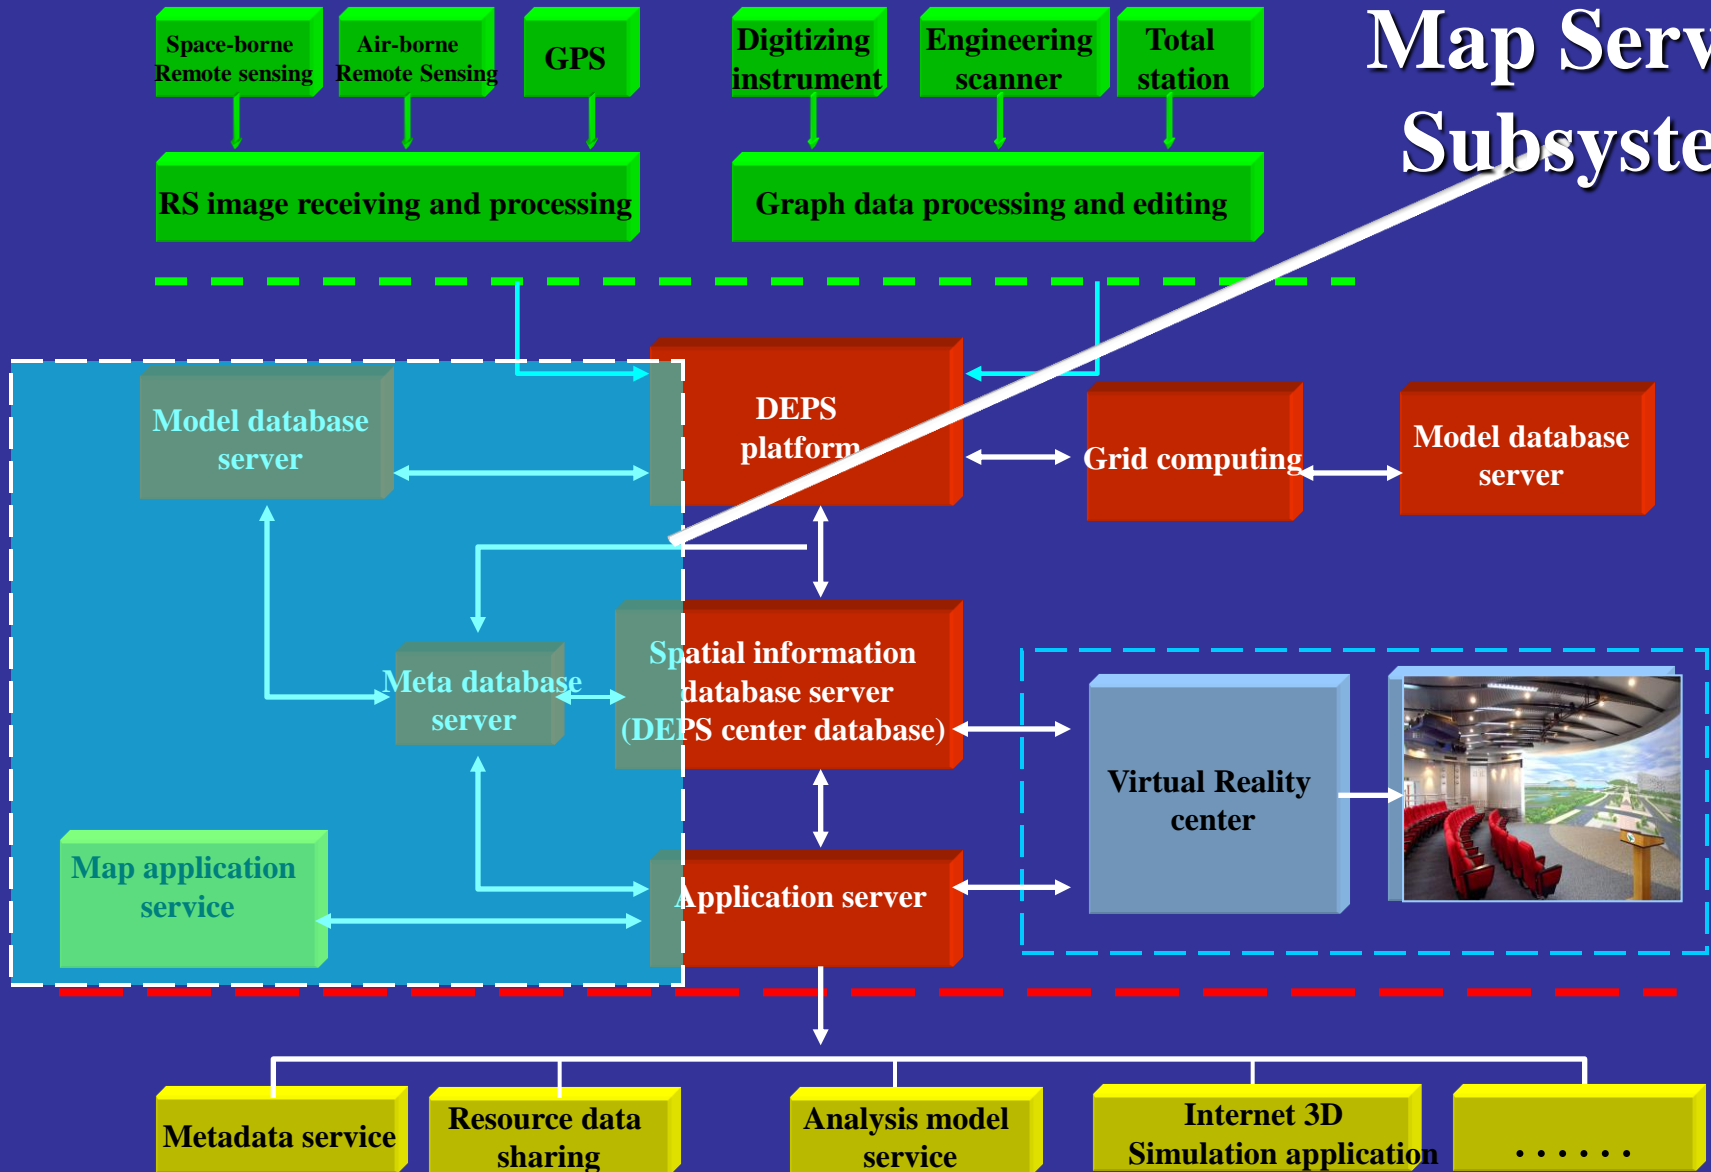 Map Serv
Subsyste
Space-borne
Remote sensing
Air-borne
Remote Sensing
GPS
Digitizing
instrument
Engineering
scanner
Total
station
RS image receiving and processing
Graph data processing and editing
Model database
server
DEPS
platform
Grid computing
Model database
server
Meta database
server
Spatial information
database server
(DEPS center database)
Virtual Reality
center
Map application
service
Application server
Metadata service
Resource data
sharing
Analysis model
service
Internet 3D
Simulation application
. . . . . .